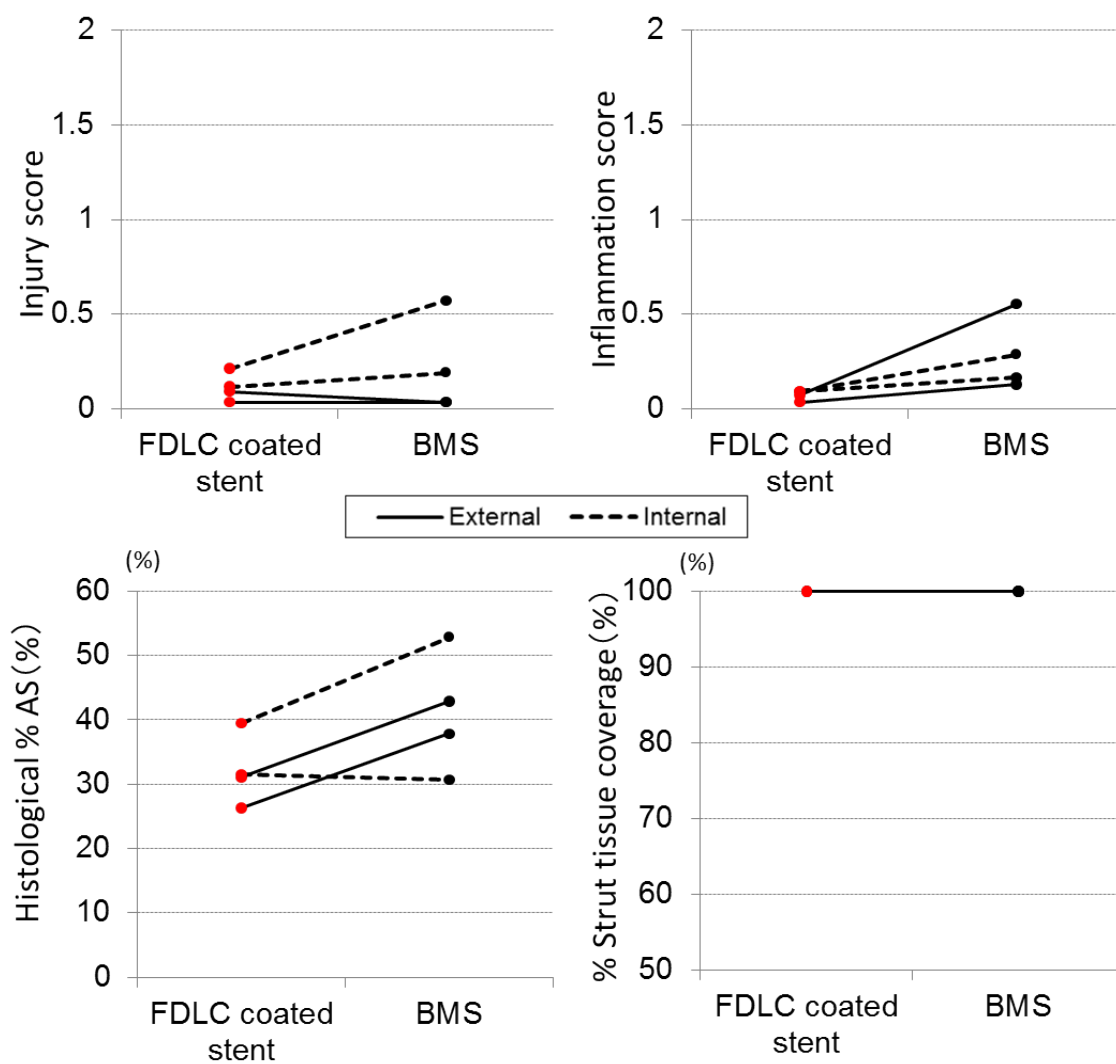 Injury score
2
1.5
1
0.5
0
FDLC coated
stent
BMS
Inflammation score
2
1.5
1
0.5
0
FDLC coated
stent
BMS
External
Internal
(%)
Histological % AS(%)
60
50
40
30
20
10
0
FDLC coated
stent
BMS
(%)
% Strut tissue coverage(%)
100
90
80
70
60
50
FDLC coated
stent
BMS